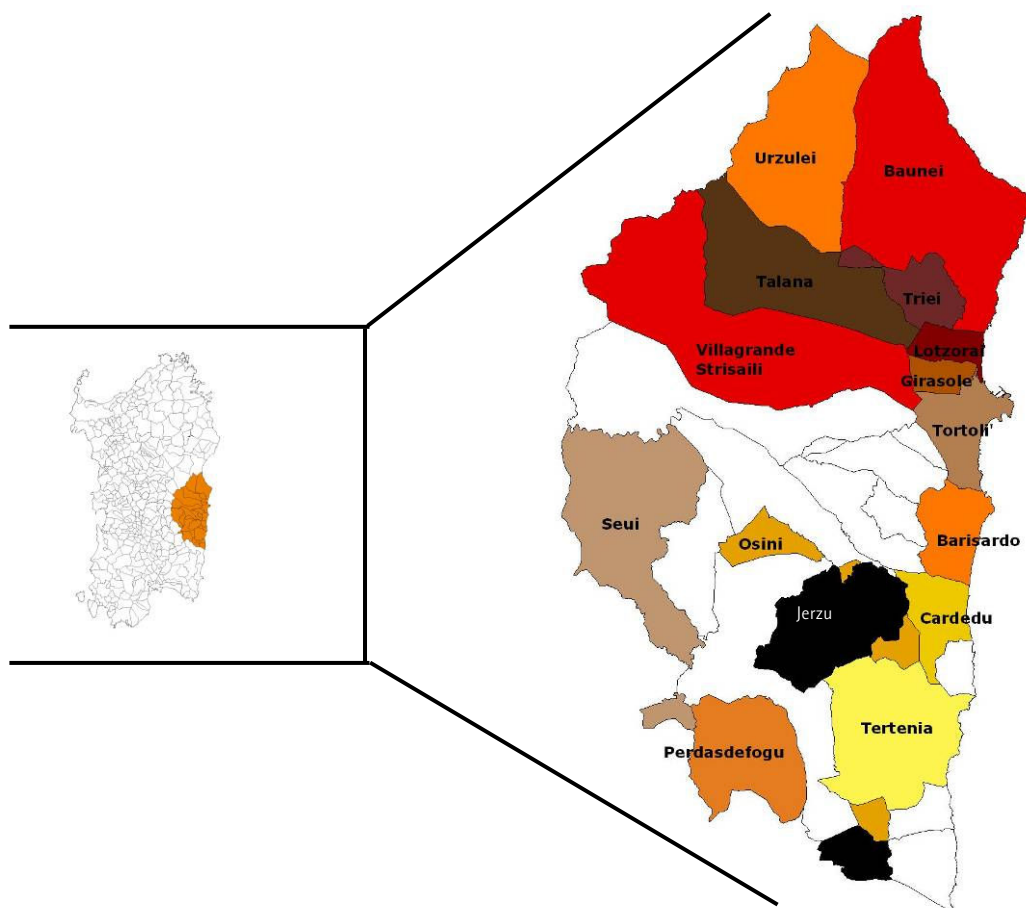 Urzulei
Baunei
Talana
Triei
Villagrande
Strisaili
Lotzorai
Girasole
Tortoli'
Seui
Osini
Barisardo
Jerzu
Cardedu
Tertenia
Perdasdefogu